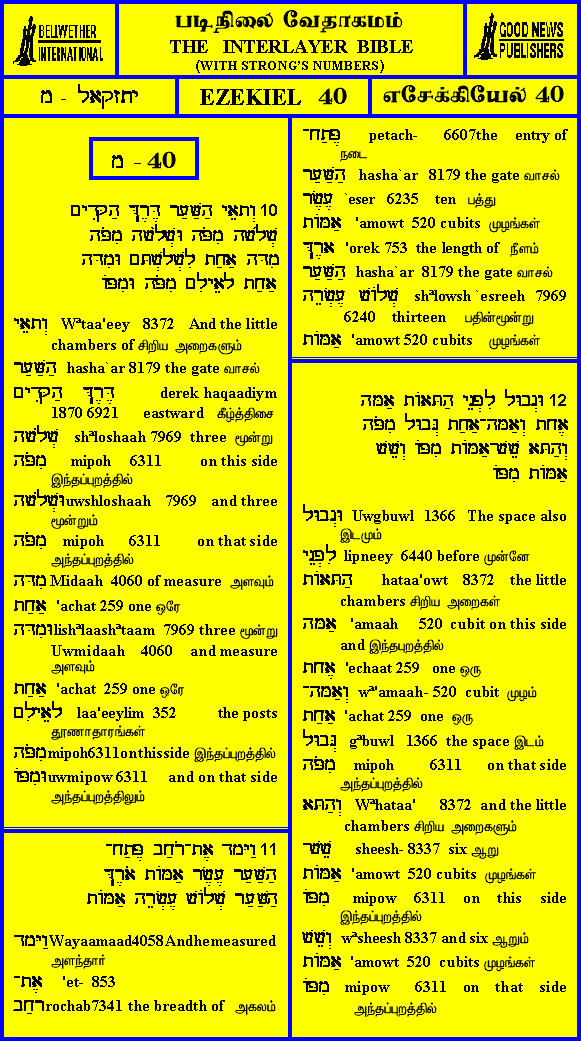 BELLWETHER
INTERNATIONAL
படிநிலை வேதாகமம்
THE INTERLAYER BIBLE
(WITH STRONG'S NUMBERS)
GOOD NEWS
PUBLISHERS
יחזקאל - מ
EZEKIEL 40
எசேக்கியேல் 40
מ - 40
10 וְתאֵי הַשַּׁעַר דֶּרֶךְ הַקָּדִים
שְׁלֹשָׁה מִפֹּה וּשְׁלֹשָׁה מִפֹּה
מִדָּה אַחַת לִשְׁלָשְׁתָּם וּמִדָּה
אַחַת לָאֵילִם מִפֹּה וּמִפּוֹ
וְתאֵי Wᵃtaa'eey 8372 And the little
chambers of சிறிய அறைகளும்
הַשַּׁעַר hasha`ar 8179 the gate வாசல்
דֶּרֶךְ הַקָּדִים derek haqaadiym
1870 6921 eastward கீழ்த்திசை
שְׁלֹשָׁה shᵃloshaah 7969 three மூன்று
מִפֹּה mipoh 6311 on this side
இந்தப்புறத்தில்
וּשְׁלֹשָׁה uwshloshaah 7969 and three
மூன்றும்
מִפֹּה mipoh 6311 on that side
அந்தப்புறத்தில்
מִדָּה Midaah 4060 of measure அளவும்
אַחַת 'achat 259 one ஒரே
וּמִדָּה lishᵃlaashᵃtaam 7969 three மூன்று
Uwmidaah 4060 and measure
அளவும்
אַחַת 'achat 259 one ஒரே
לָאֵילִם laa'eeylim 352 the posts
தூணாதாரங்கள்
מִפֹּה mipoh6311onthisside இந்தப்புறத்தில்
וּמִפּוֹ uwmipow 6311 and on that side
அந்தப்புறத்திலும்
11 וַיָּמָד אֶת־רֹחַב פֶּתַח־
הַשַּׁעַר עֶשֶׂר אַמּוֹת אֹרֶךְ
הַשַּׁעַר שְׁלוֹשׁ עֶשְׂרֵה אַמּוֹת
וַיָּמָד Wayaamaad4058Andhemeasured
அளந்தார்
אֶת־ 'et- 853
רֹחַב rochab7341 the breadth of அகலம்
פֶּתַח־ petach- 6607the entry of
நடை
הַשַּׁעַר hasha`ar 8179 the gate வாசல்
עֶשֶׂר `eser 6235 ten பத்து
אַמּוֹת 'amowt 520 cubits முழங்கள்
אֹרֶךְ 'orek 753 the length of நீளம்
הַשַּׁעַר hasha`ar 8179 the gate வாசல்
שְׁלוֹשׁ עֶשְׂרֵה shᵃlowsh `esreeh 7969
6240 thirteen பதின்மூன்று
אַמּוֹת 'amowt 520 cubits முழங்கள்
12 וּגְבוּל לִפְנֵי הַתָּאוֹת אַמָּה
אֶחָת וְאַמָּה־אַחַת גְּבוּל מִפֹּה
וְהַתָּא שֵׁשׁ־אַמּוֹת מִפּוֹ וְשֵׁשׁ
אַמּוֹת מִפּוֹ
וּגְבוּל Uwgbuwl 1366 The space also
இடமும்
לִפְנֵי lipneey 6440 before முன்னே
הַתָּאוֹת hataa'owt 8372 the little
chambers சிறிய அறைகள்
אַמָּה 'amaah 520 cubit on this side
and இந்தபுறத்தில்
אֶחָת 'echaat 259 one ஒரு
וְאַמָּה־ wᵃ'amaah- 520 cubit முழம்
אַחַת 'achat 259 one ஒரு
גְּבוּל gᵃbuwl 1366 the space இடம்
מִפֹּה mipoh 6311 on that side
அந்தப்புறத்தில்
וְהַתָּא Wᵃhataa' 8372 and the little
chambers சிறிய அறைகளும்
שֵׁשׁ sheesh- 8337 six ஆறு
אַמּוֹת 'amowt 520 cubits முழங்கள்
מִפּוֹ mipow 6311 on this side
இந்தப்புறத்தில்
וְשֵׁשׁ wᵃsheesh 8337 and six ஆறும்
אַמּוֹת 'amowt 520 cubits முழங்கள்
מִפּוֹ mipow 6311 on that side
அந்தப்புறத்தில்